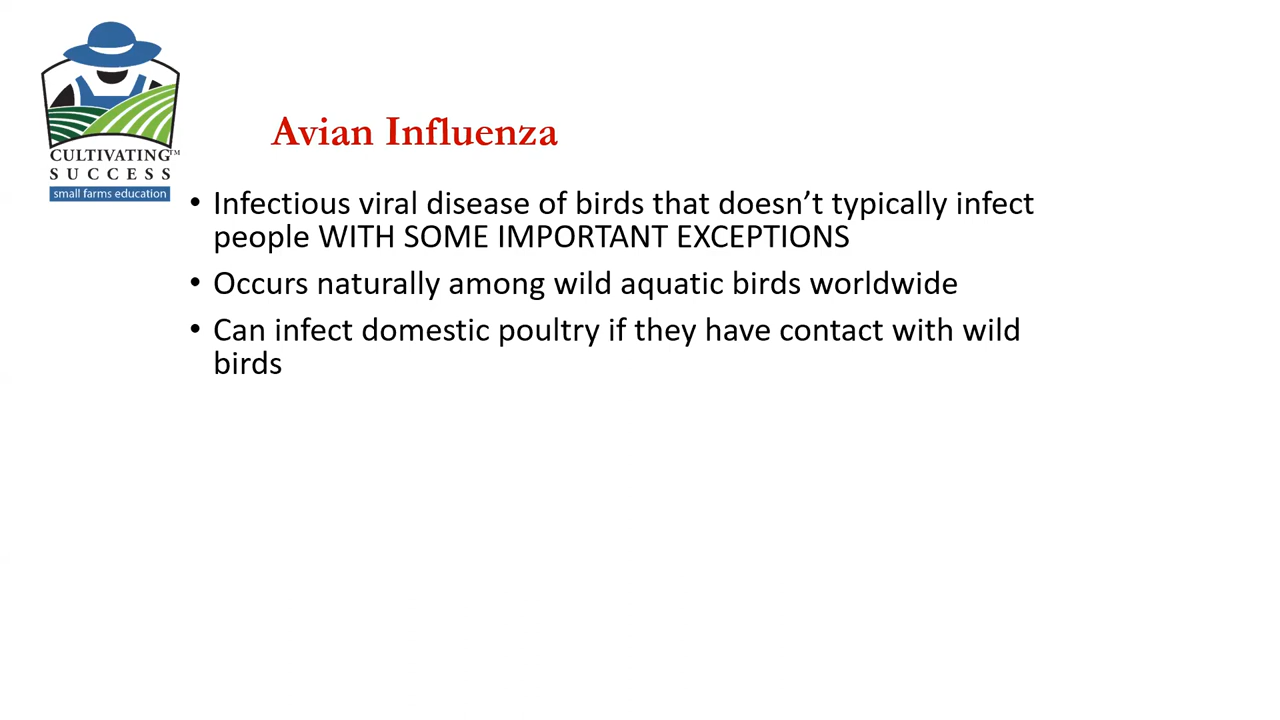 CULTIVATING™
SUCCESS
small farms education
Avian Influenza
• Infectious viral disease of birds that doesn’t typically infect
people WITH SOME IMPORTANT EXCEPTIONS
• Occurs naturally among wild aquatic birds worldwide
• Can infect domestic poultry if they have contact with wild
birds